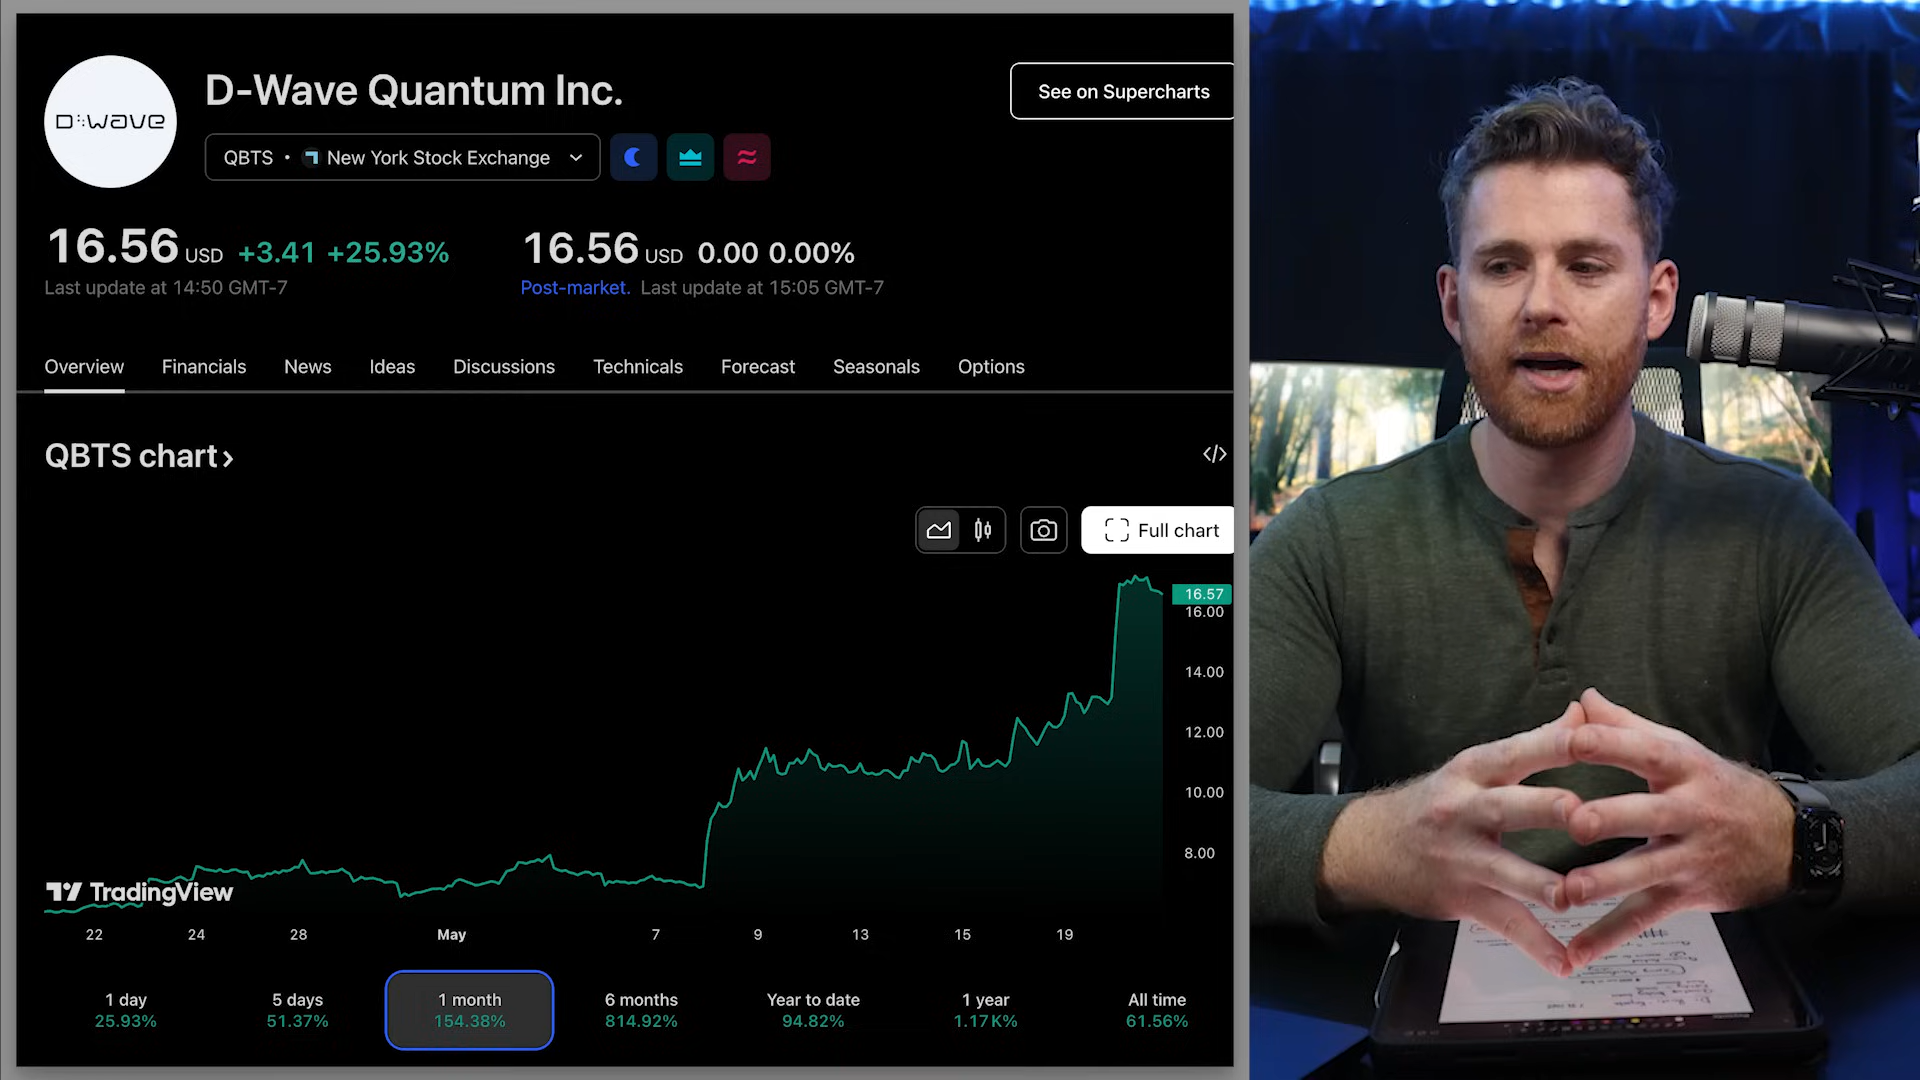 D-Wave Quantum Inc.
D:wave
See on Supercharts
QBTS • New York Stock Exchange
16.56 USD +3.41 +25.93%
16.56 USD 0.00 0.00%
Last update at 14:50 GMT-7
Post-market. Last update at 15:05 GMT-7
Overview Financials News Ideas Discussions Technicals Forecast Seasonals Options
QBTS chart ›
</>
Full chart
16.57
16.00
14.00
12.00
10.00
8.00
TradingView
22 24 28 May 7 9 13 15 19
1 day 5 days 1 month 6 months Year to date 1 year All time
25.93% 51.37% 154.38% 814.92% 94.82% 1.17K% 61.56%